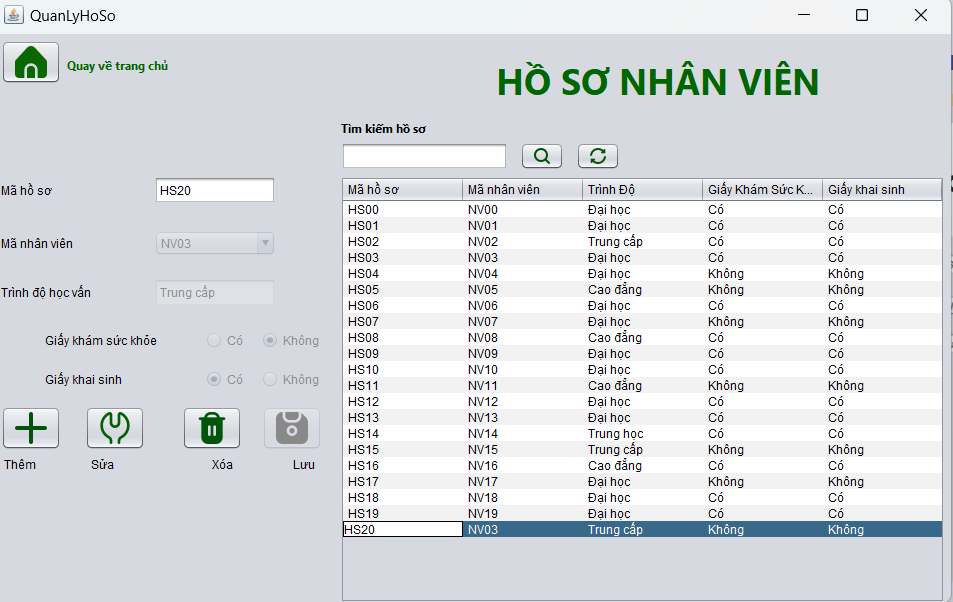 QuanLyHoSo
Quay về trang chủ
HỒ SƠ NHÂN VIÊN
Tìm kiếm hồ sơ
Mã hồ sơ HS20
Mã nhân viên NV03
Trình độ học vấn Trung cấp
Giấy khám sức khỏe Có Không
Giấy khai sinh Có Không
Thêm Sửa Xóa Lưu
Mã hồ sơ Mã nhân viên Trình Độ Giấy Khám Sức K... Giấy khai sinh
HS00 NV00 Đại học Có Có
HS01 NV01 Đại học Có Có
HS02 NV02 Trung cấp Có Có
HS03 NV03 Đại học Có Có
HS04 NV04 Đại học Không Không
HS05 NV05 Cao đẳng Không Không
HS06 NV06 Đại học Có Có
HS07 NV07 Đại học Không Không
HS08 NV08 Cao đẳng Có Có
HS09 NV09 Đại học Có Có
HS10 NV10 Đại học Có Có
HS11 NV11 Cao đẳng Không Không
HS12 NV12 Đại học Có Có
HS13 NV13 Đại học Có Có
HS14 NV14 Trung học Có Có
HS15 NV15 Trung cấp Không Không
HS16 NV16 Cao đẳng Có Có
HS17 NV17 Đại học Không Không
HS18 NV18 Đại học Có Có
HS19 NV19 Đại học Có Có
HS20 NV03 Trung cấp Không Không